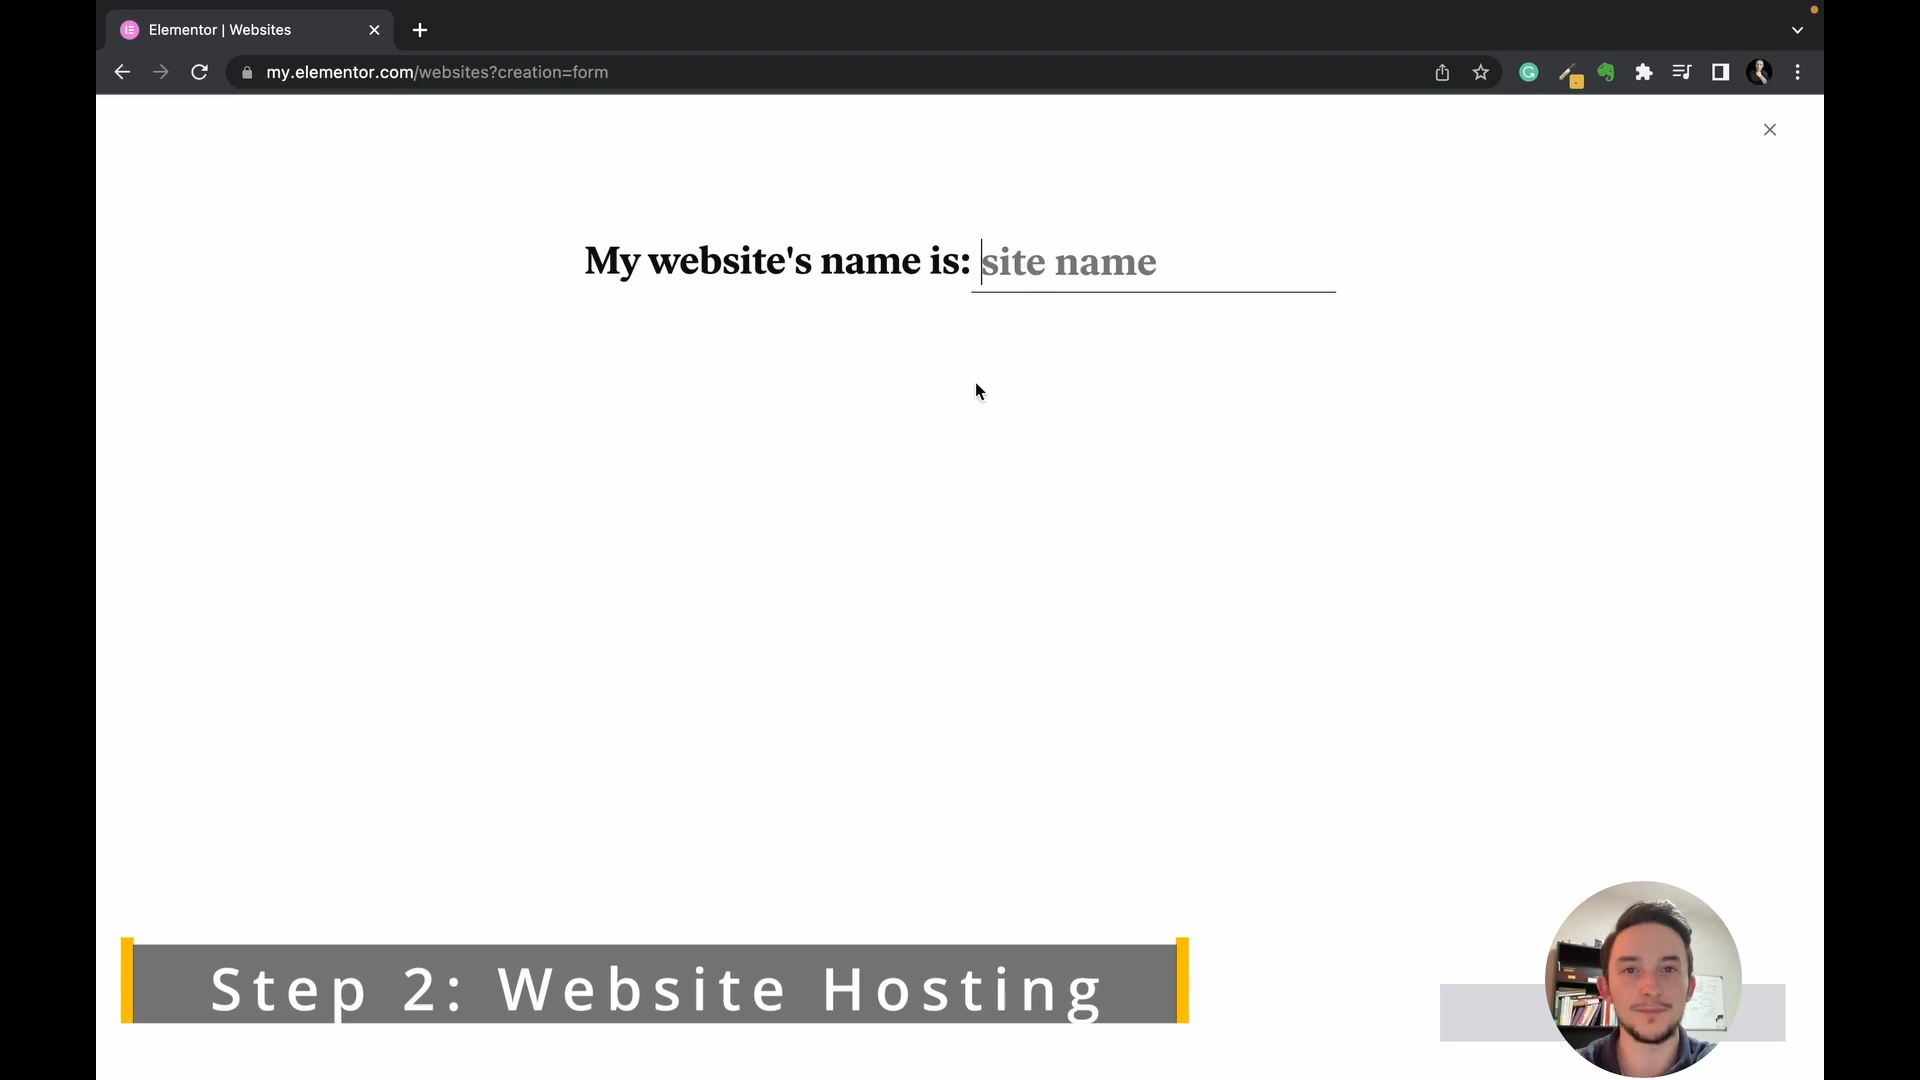 Elementor | Websites
my.elementor.com/websites?creation=form
My website's name is: site name
Step 2: Website Hosting